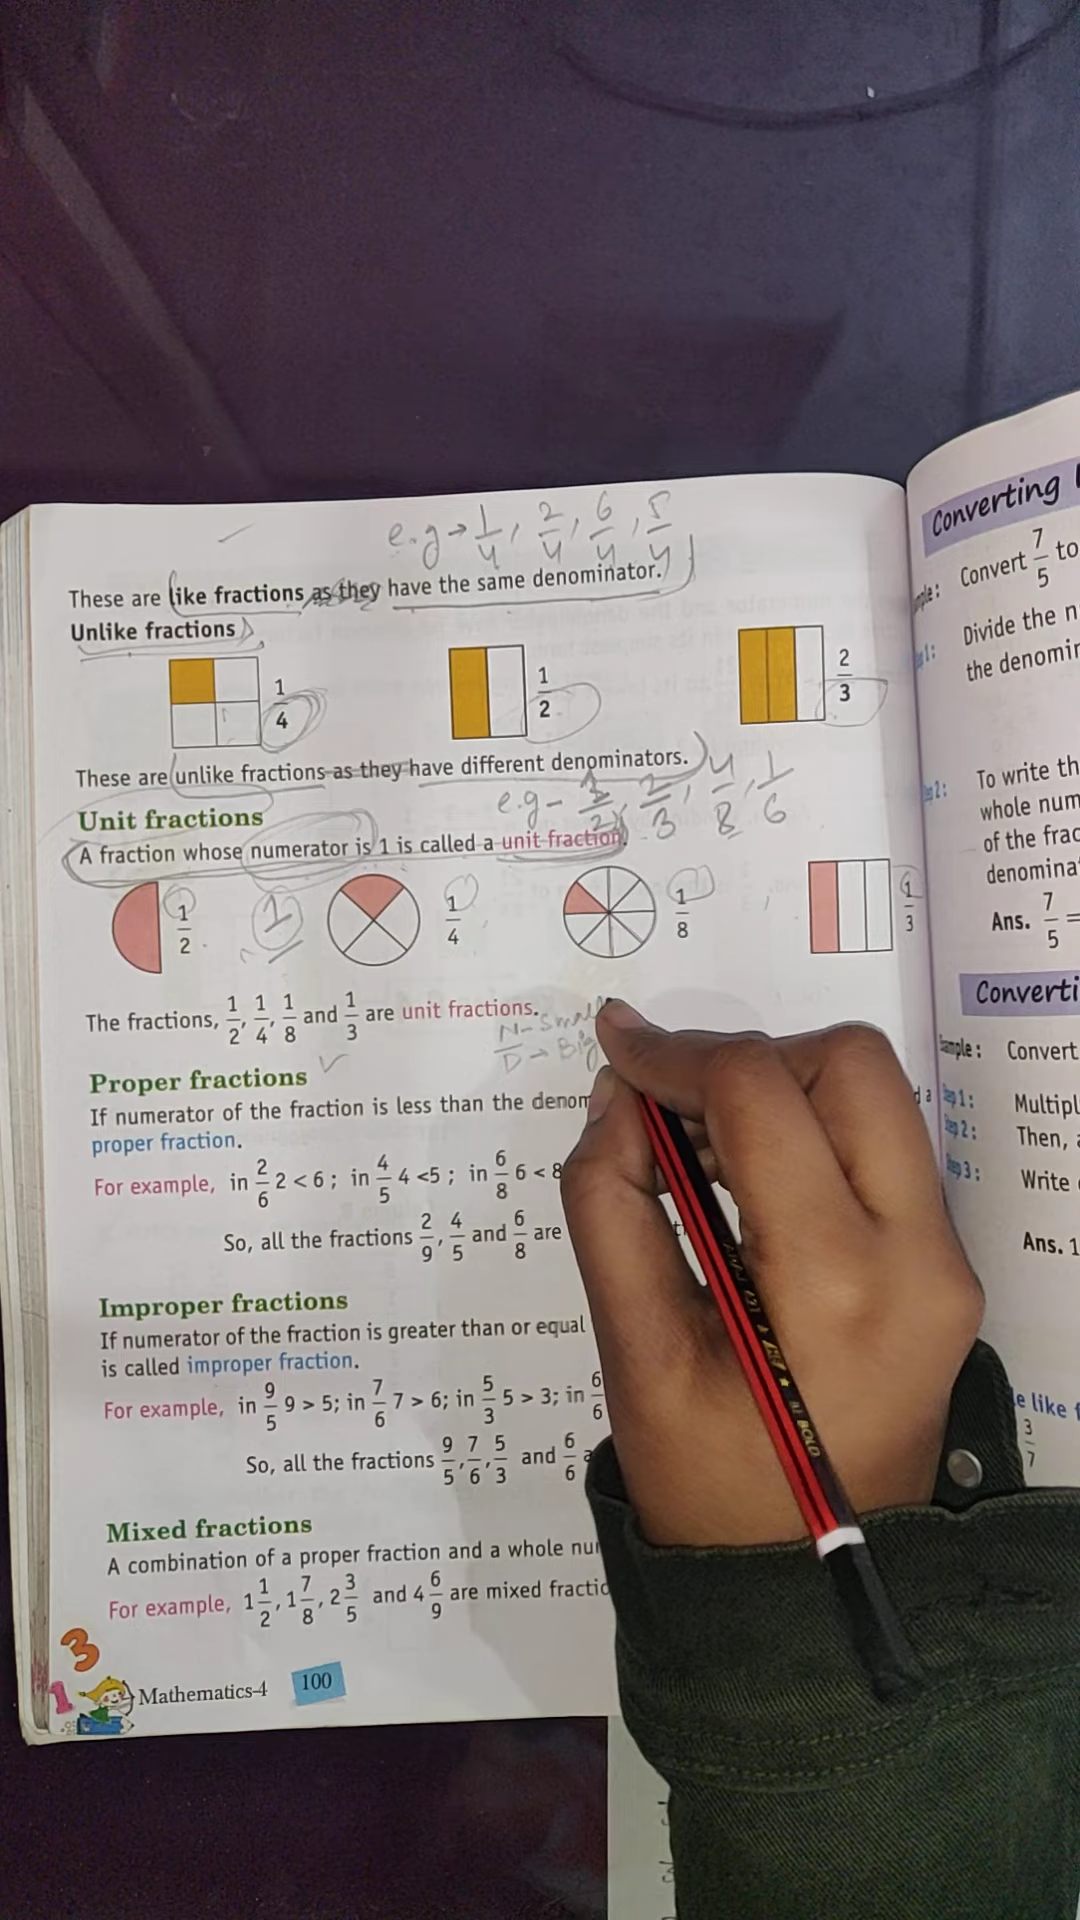 e.g → 1/4, 2/4, 6/4, 5/4
These are like fractions as they have the same denominator.
Unlike fractions
1/4
1/2
2/3
These are unlike fractions as they have different denominators.
e.g - 3/2, 2/3, 4/8, 1/6
Unit fractions
A fraction whose numerator is 1 is called a unit fraction.
1/2
1
1/4
1/8
1/3
The fractions, 1/2, 1/4, 1/8 and 1/3 are unit fractions.
N - Small
D → Big
Proper fractions
If numerator of the fraction is less than the
proper fraction.
For example, in 2/6 2 < 6; in 4/5 4 <5; in 6/8 6 < 8
So, all the fractions 2/9, 4/5 and 6/8 are
Improper fractions
If numerator of the fraction is greater than or equal
is called improper fraction.
For example, in 9/5 9 > 5; in 7/6 7 > 6; in 5/3 5 > 3; in 6/6
So, all the fractions 9/5, 7/6, 5/3 and 6/6
Mixed fractions
A combination of a proper fraction and a whole
For example, 1 1/2, 1 7/8, 2 3/5 and 4 6/9 are mixed
3
1
Mathematics-4 100
Converting
Convert 7/5 to
Divide the
the
To write
whole
of the
Ans. 7/5 =
Convert
Step 1:
Step 2: Then,
Step 3: Write
Ans. 1
like
3/7
BOLD